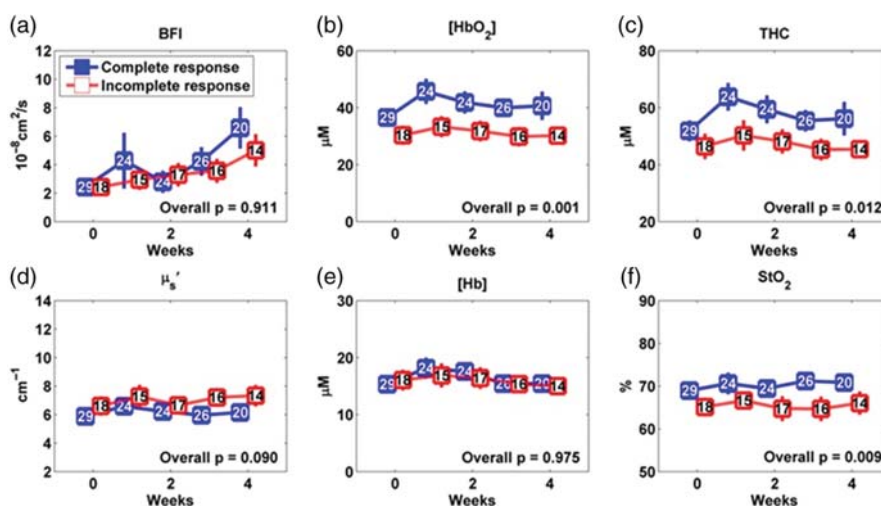 (a) BFI
12
10
8
6
4
2
0
10⁻⁸cm²/s
Complete response
Incomplete response
29 18 24 15 24 17 26 16 20 14
Overall p = 0.911
0 2 4
Weeks
(b) [HbO₂]
60
40
20
0
μM
29 18 24 15 24 17 26 16 20 14
Overall p = 0.001
0 2 4
Weeks
(c) THC
80
60
40
20
μM
29 18 24 15 24 17 26 16 20 14
Overall p = 0.012
0 2 4
Weeks
(d) μₛ′
14
12
10
8
6
4
2
cm⁻¹
29 18 24 15 24 17 26 16 20 14
Overall p = 0.090
0 2 4
Weeks
(e) [Hb]
30
20
10
0
μM
29 18 24 15 24 17 26 16 20 14
Overall p = 0.975
0 2 4
Weeks
(f) StO₂
90
80
70
60
50
%
29 18 24 15 24 17 26 16 20 14
Overall p = 0.009
0 2 4
Weeks